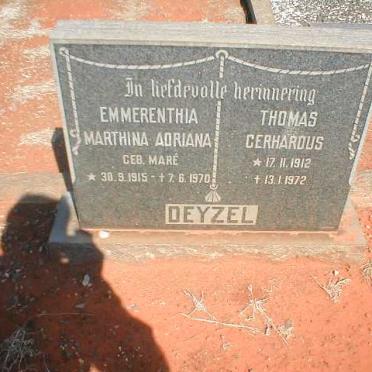 In liefdevolle herinnering
EMMERENTHIA
MARTHINA ADRIANA
GEB. MARÉ
★ 30.9.1915 - † 7.6.1970
THOMAS
GERHARDUS
★ 17.11.1912
† 13.1.1972
DEYZEL